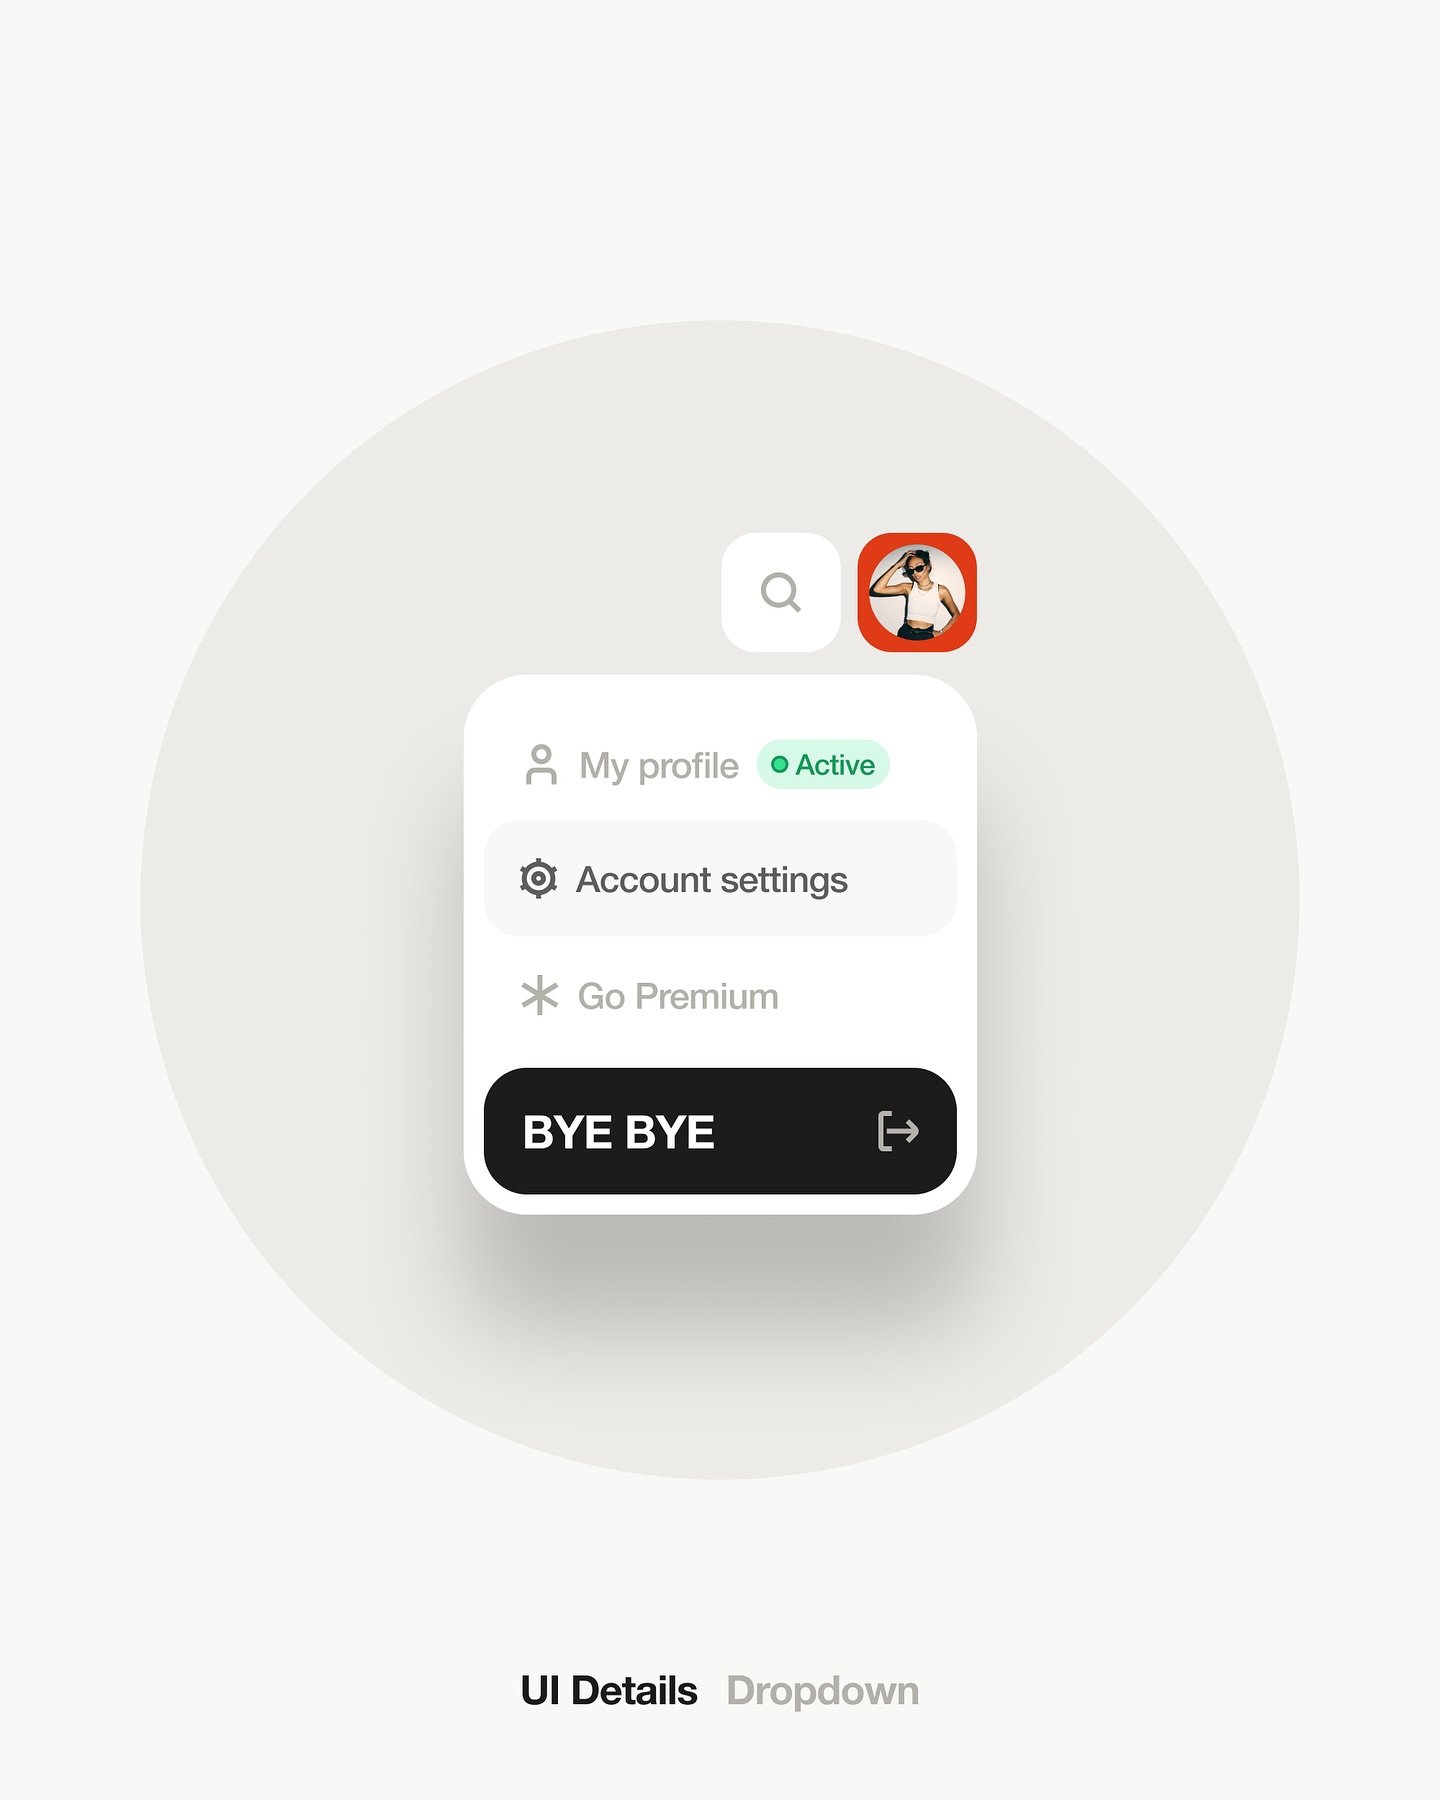 My profile Active
Account settings
Go Premium
BYE BYE
UI Details Dropdown